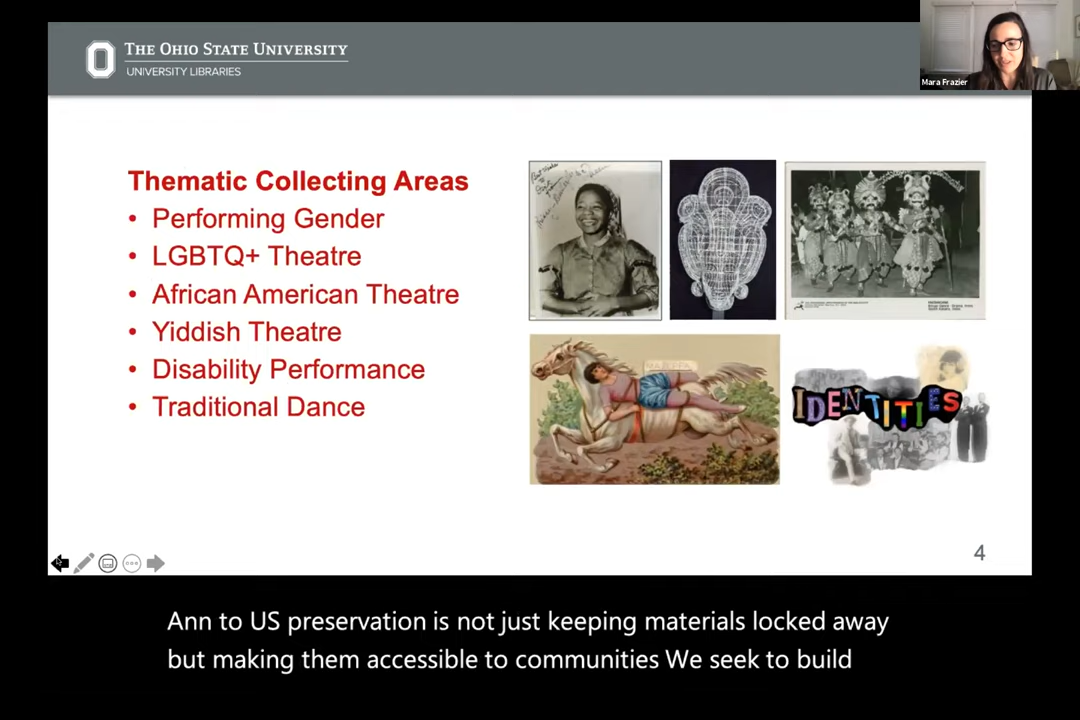 THE OHIO STATE UNIVERSITY
UNIVERSITY LIBRARIES
Mara Frazier
Thematic Collecting Areas
• Performing Gender
• LGBTQ+ Theatre
• African American Theatre
• Yiddish Theatre
• Disability Performance
• Traditional Dance
MAZEPPA
IDENTITIES
4
Ann to US preservation is not just keeping materials locked away
but making them accessible to communities We seek to build